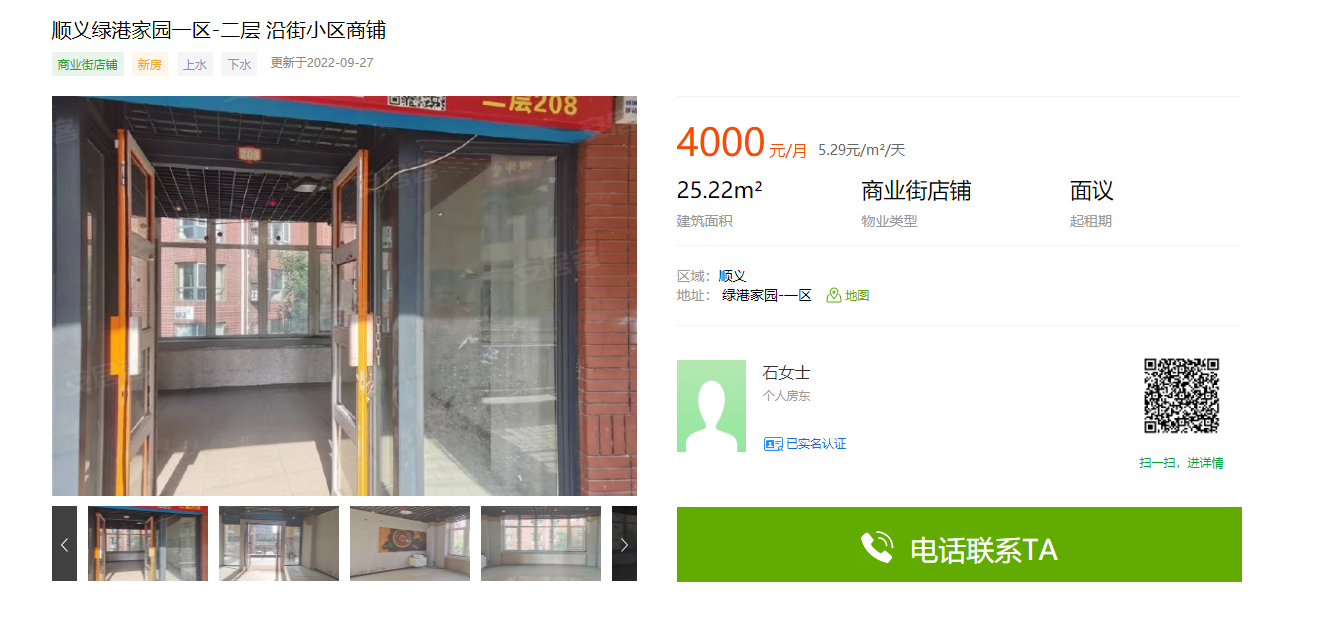 顺义绿港家园一区-二层 沿街小区商铺
商业街店铺 新房 上水 下水 更新于2022-09-27
二层208
208
4000 元/月 5.29元/m²/天
25.22m² 商业街店铺 面议
建筑面积 物业类型 起租期
区域: 顺义
地址: 绿港家园-一区 地图
石女士
个人房东
已实名认证
扫一扫，进详情
电话联系TA